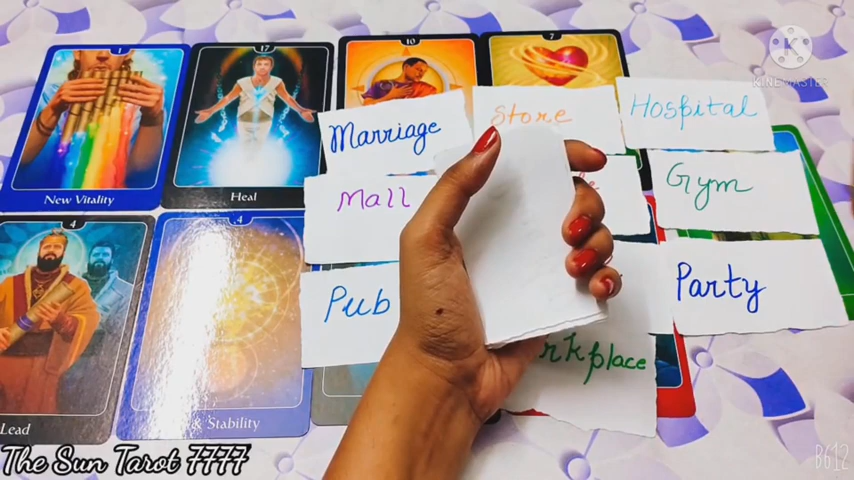 1
17
10
7
New Vitality
Heal
Marriage
Store
Hospital
Mall
Gym
Pub
Party
rkplace
4
4
Lead
& Stability
The Sun Tarot 7777
KINEMASTER
B612